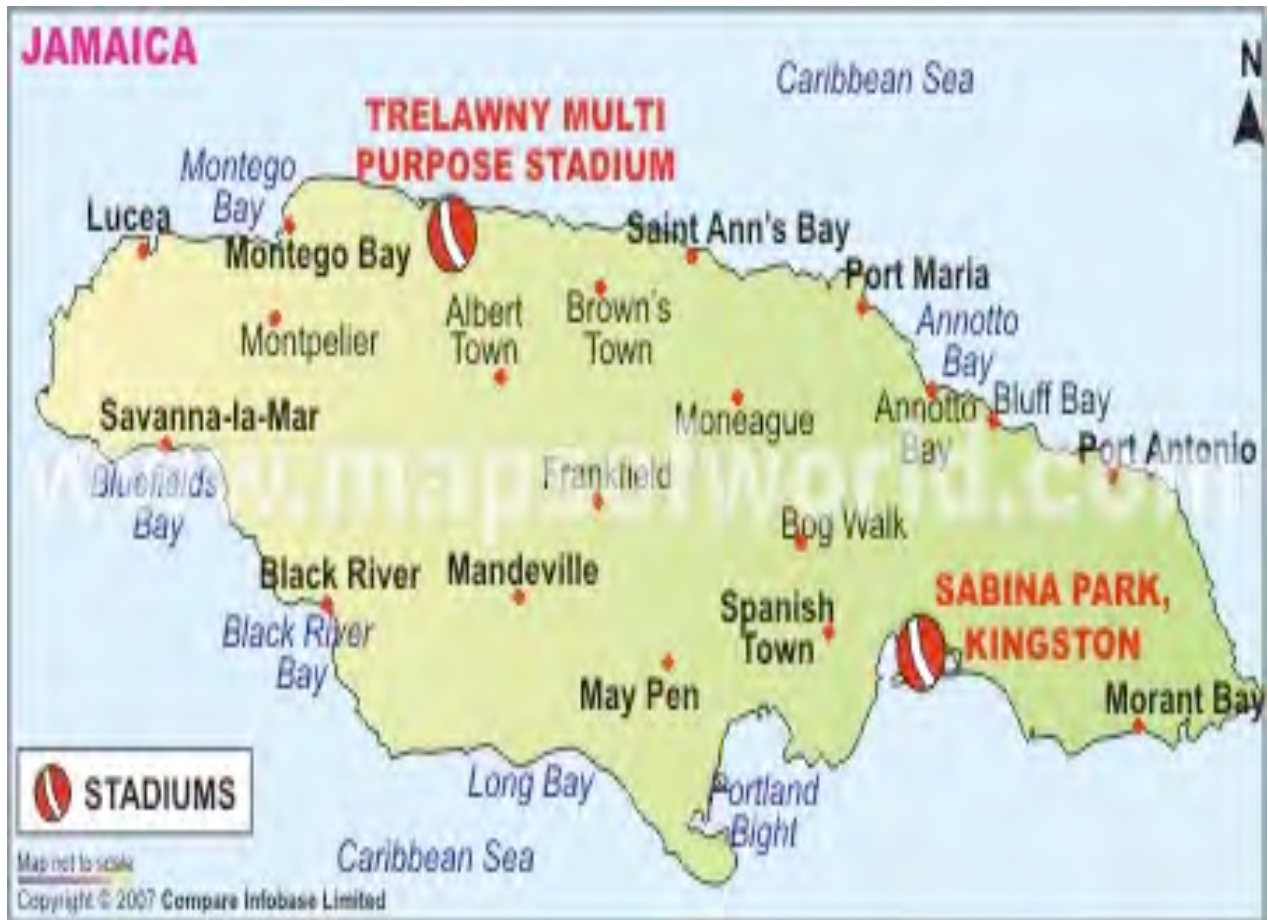 JAMAICA
N
Caribbean Sea
TRELAWNY MULTI
PURPOSE STADIUM
Montego
Bay
Lucea
Montego Bay
Saint Ann's Bay
Port Maria
Annotto
Bay
Montpelier
Albert
Town
Brown's
Town
Moneague
Annotto
Bay
Bluff Bay
Port Antonio
Savanna-la-Mar
Bluefields
Bay
Frankfield
www.mapsofworld.com
Bog Walk
Black River
Mandeville
Black River
Bay
Spanish
Town
SABINA PARK,
KINGSTON
May Pen
Morant Bay
Long Bay
Portland
Bight
STADIUMS
Caribbean Sea
Map not to scale
Copyright © 2007 Compare Infobase Limited